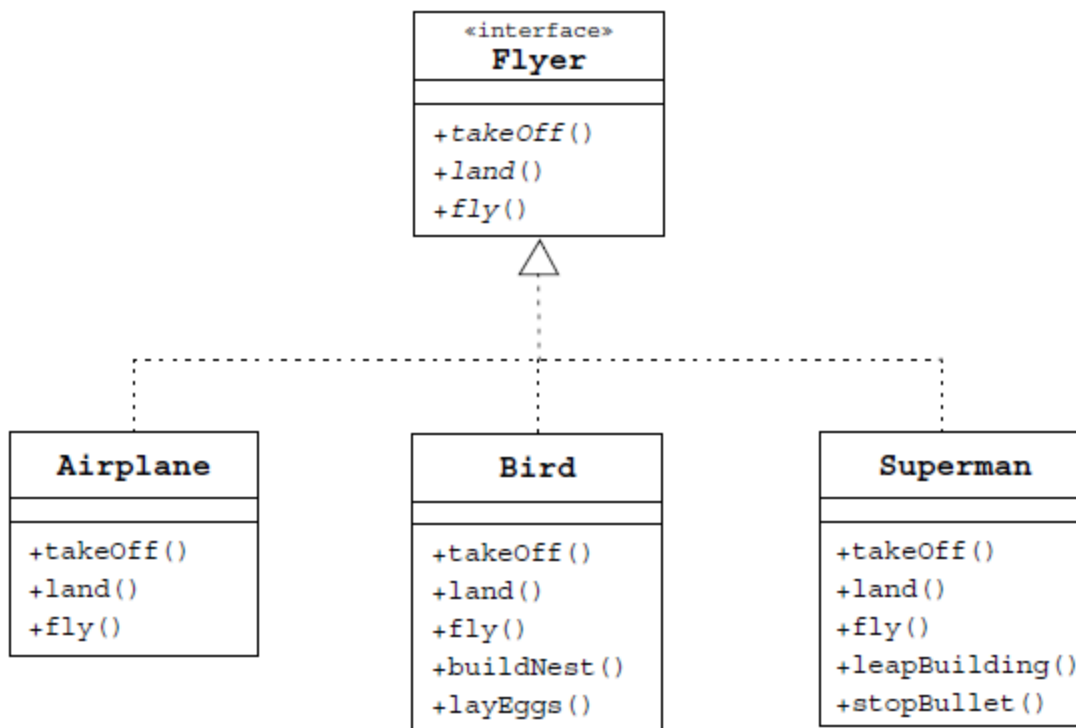 «interface»
Flyer
+takeOff()
+land()
+fly()
Airplane
+takeOff()
+land()
+fly()
Bird
+takeOff()
+land()
+fly()
+buildNest()
+layEggs()
Superman
+takeOff()
+land()
+fly()
+leapBuilding()
+stopBullet()